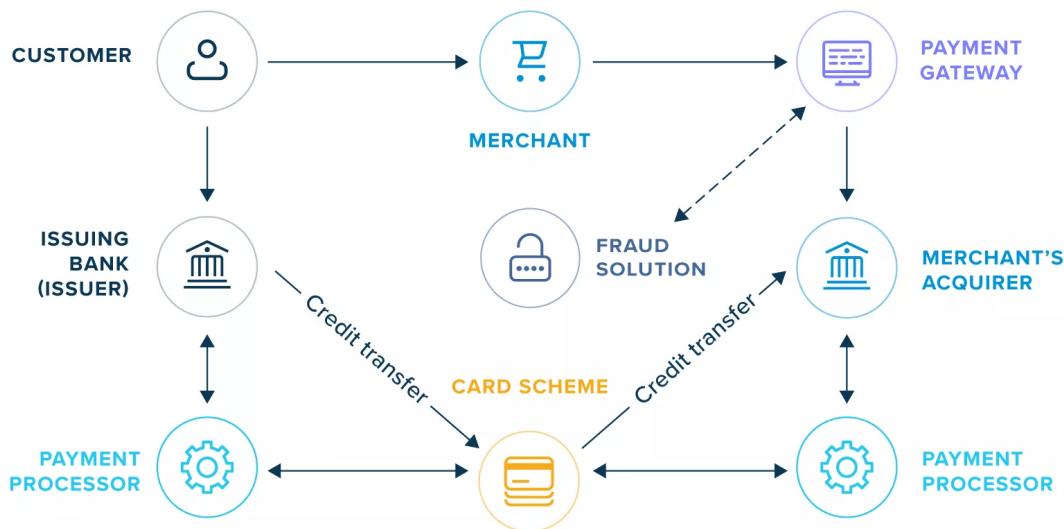 CUSTOMER
PAYMENT
GATEWAY
MERCHANT
ISSUING
BANK
(ISSUER)
FRAUD
SOLUTION
MERCHANT'S
ACQUIRER
Credit transfer
Credit transfer
CARD SCHEME
PAYMENT
PROCESSOR
PAYMENT
PROCESSOR